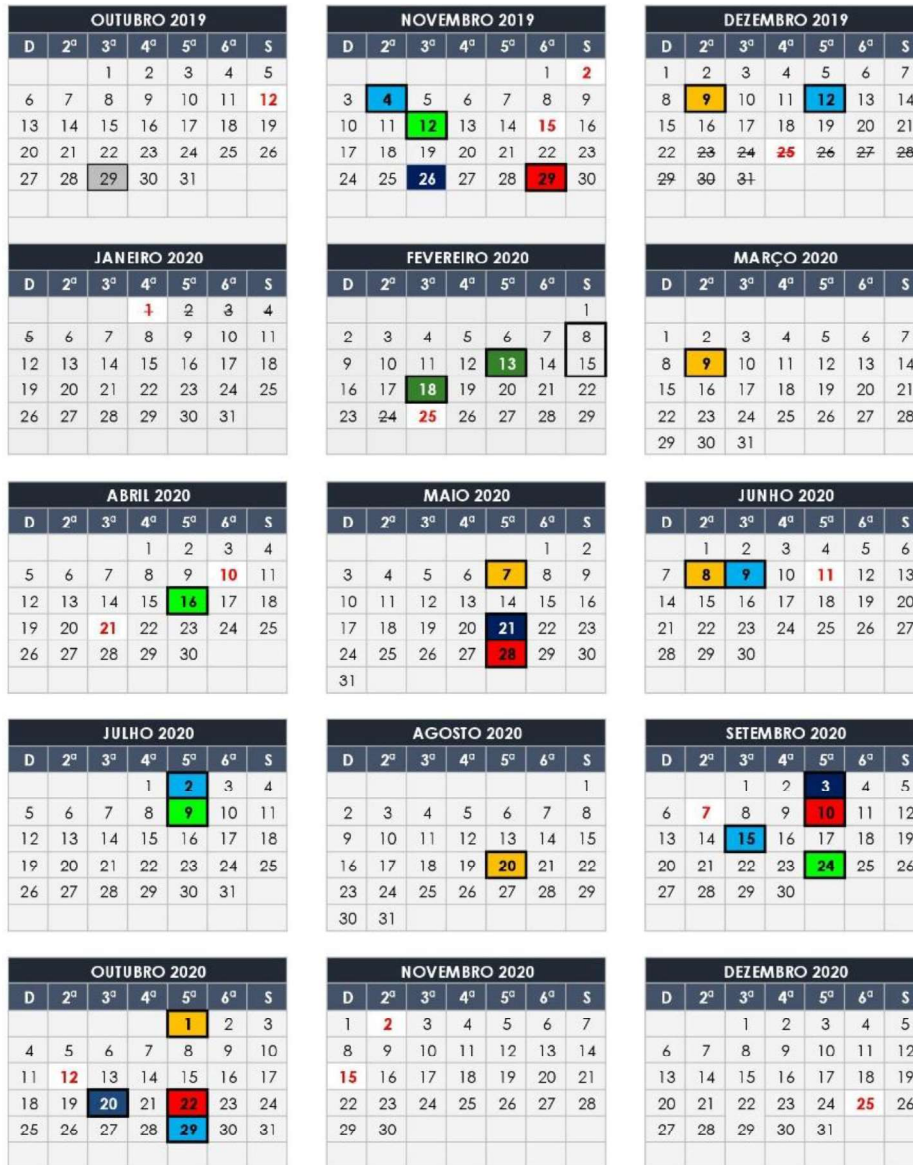 OUTUBRO 2019
D 2ª 3ª 4ª 5ª 6ª S
1 2 3 4 5
6 7 8 9 10 11 12
13 14 15 16 17 18 19
20 21 22 23 24 25 26
27 28 29 30 31
NOVEMBRO 2019
D 2ª 3ª 4ª 5ª 6ª S
1 2
3 4 5 6 7 8 9
10 11 12 13 14 15 16
17 18 19 20 21 22 23
24 25 26 27 28 29 30
DEZEMBRO 2019
D 2ª 3ª 4ª 5ª 6ª S
1 2 3 4 5 6 7
8 9 10 11 12 13 14
15 16 17 18 19 20 21
22 23 24 25 26 27 28
29 30 31
JANEIRO 2020
D 2ª 3ª 4ª 5ª 6ª S
1 2 3 4
5 6 7 8 9 10 11
12 13 14 15 16 17 18
19 20 21 22 23 24 25
26 27 28 29 30 31
FEVEREIRO 2020
D 2ª 3ª 4ª 5ª 6ª S
1
2 3 4 5 6 7 8
9 10 11 12 13 14 15
16 17 18 19 20 21 22
23 24 25 26 27 28 29
MARÇO 2020
D 2ª 3ª 4ª 5ª 6ª S
1 2 3 4 5 6 7
8 9 10 11 12 13 14
15 16 17 18 19 20 21
22 23 24 25 26 27 28
29 30 31
ABRIL 2020
D 2ª 3ª 4ª 5ª 6ª S
1 2 3 4
5 6 7 8 9 10 11
12 13 14 15 16 17 18
19 20 21 22 23 24 25
26 27 28 29 30
MAIO 2020
D 2ª 3ª 4ª 5ª 6ª S
1 2
3 4 5 6 7 8 9
10 11 12 13 14 15 16
17 18 19 20 21 22 23
24 25 26 27 28 29 30
31
JUNHO 2020
D 2ª 3ª 4ª 5ª 6ª S
1 2 3 4 5 6
7 8 9 10 11 12 13
14 15 16 17 18 19 20
21 22 23 24 25 26 27
28 29 30
JULHO 2020
D 2ª 3ª 4ª 5ª 6ª S
1 2 3 4
5 6 7 8 9 10 11
12 13 14 15 16 17 18
19 20 21 22 23 24 25
26 27 28 29 30 31
AGOSTO 2020
D 2ª 3ª 4ª 5ª 6ª S
1
2 3 4 5 6 7 8
9 10 11 12 13 14 15
16 17 18 19 20 21 22
23 24 25 26 27 28 29
30 31
SETEMBRO 2020
D 2ª 3ª 4ª 5ª 6ª S
1 2 3 4 5
6 7 8 9 10 11 12
13 14 15 16 17 18 19
20 21 22 23 24 25 26
27 28 29 30
OUTUBRO 2020
D 2ª 3ª 4ª 5ª 6ª S
1 2 3
4 5 6 7 8 9 10
11 12 13 14 15 16 17
18 19 20 21 22 23 24
25 26 27 28 29 30 31
NOVEMBRO 2020
D 2ª 3ª 4ª 5ª 6ª S
1 2 3 4 5 6 7
8 9 10 11 12 13 14
15 16 17 18 19 20 21
22 23 24 25 26 27 28
29 30
DEZEMBRO 2020
D 2ª 3ª 4ª 5ª 6ª S
1 2 3 4 5
6 7 8 9 10 11 12
13 14 15 16 17 18 19
20 21 22 23 24 25 26
27 28 29 30 31